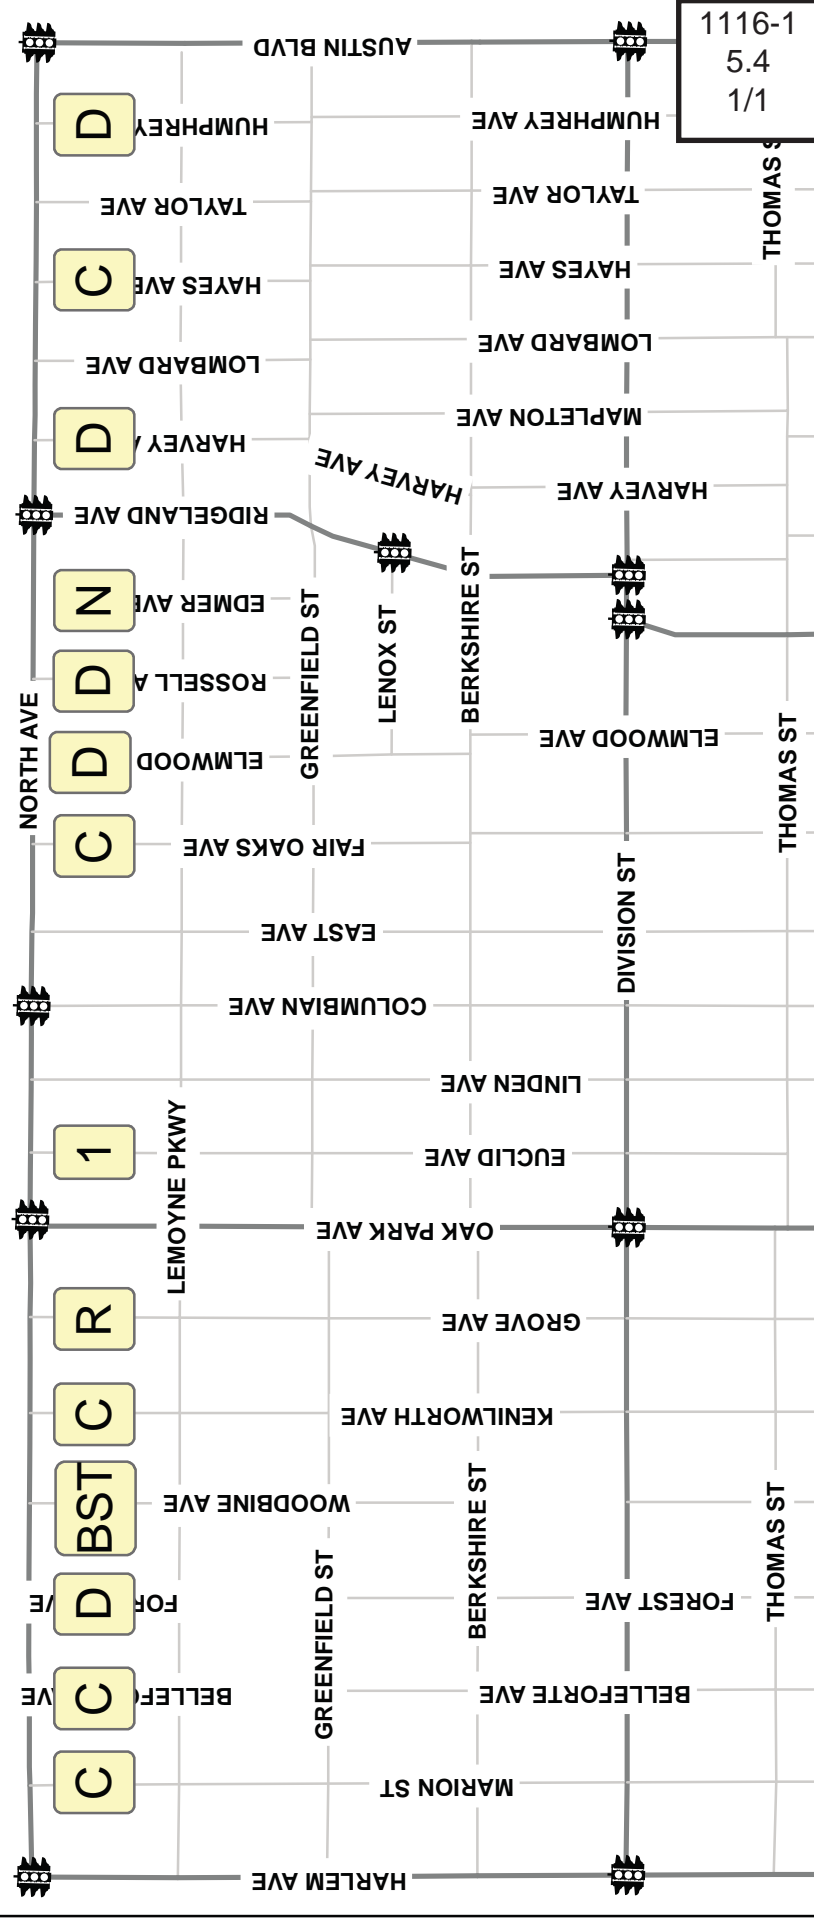 1116-1
5.4
1/1
AUSTIN BLVD
D
HUMPHREY
HUMPHREY AVE
TAYLOR AVE
TAYLOR AVE
THOMAS S
C
HAYES AVE
HAYES AVE
LOMBARD AVE
LOMBARD AVE
D
HARVEY
MAPLETON AVE
HARVEY AVE
HARVEY AVE
RIDGELAND AVE
N
EDMER AVE
D
ROSSELL A
D
ELMWOOD
ELMWOOD AVE
NORTH AVE
GREENFIELD ST
LENOX ST
BERKSHIRE ST
THOMAS ST
C
FAIR OAKS AVE
DIVISION ST
EAST AVE
COLUMBIAN AVE
LINDEN AVE
1
EUCLID AVE
LEMOYNE PKWY
OAK PARK AVE
R
GROVE AVE
C
KENILWORTH AVE
BST
WOODBINE AVE
BERKSHIRE ST
THOMAS ST
D
FOR
FOREST AVE
GREENFIELD ST
C
BELLEF
VE
BELLEFORTE AVE
C
MARION ST
HARLEM AVE